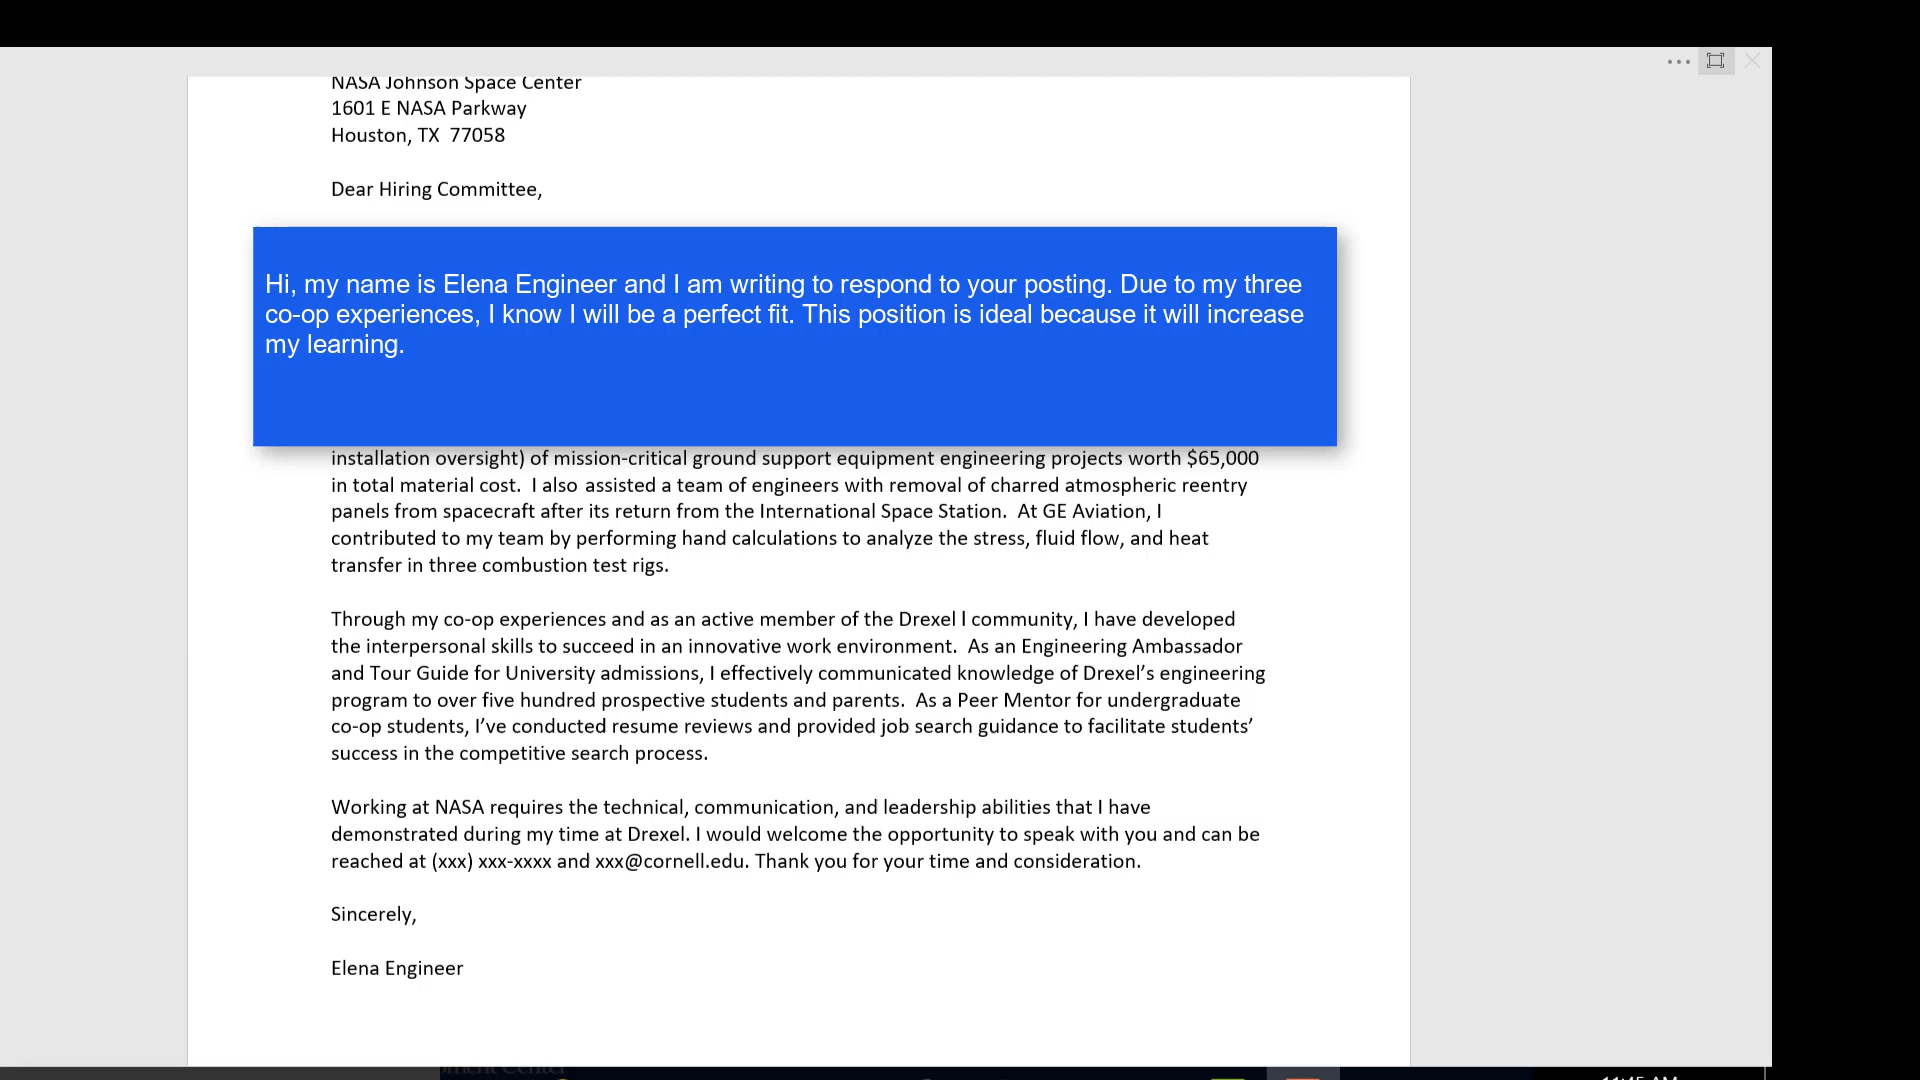 NASA Johnson Space Center
1601 E NASA Parkway
Houston, TX  77058
Dear Hiring Committee,
Hi, my name is Elena Engineer and I am writing to respond to your posting. Due to my three
co-op experiences, I know I will be a perfect fit. This position is ideal because it will increase
my learning.
installation oversight) of mission-critical ground support equipment engineering projects worth $65,000
in total material cost.  I also assisted a team of engineers with removal of charred atmospheric reentry
panels from spacecraft after its return from the International Space Station.  At GE Aviation, I
contributed to my team by performing hand calculations to analyze the stress, fluid flow, and heat
transfer in three combustion test rigs.
Through my co-op experiences and as an active member of the Drexel l community, I have developed
the interpersonal skills to succeed in an innovative work environment.  As an Engineering Ambassador
and Tour Guide for University admissions, I effectively communicated knowledge of Drexel’s engineering
program to over five hundred prospective students and parents.  As a Peer Mentor for undergraduate
co-op students, I’ve conducted resume reviews and provided job search guidance to facilitate students’
success in the competitive search process.
Working at NASA requires the technical, communication, and leadership abilities that I have
demonstrated during my time at Drexel. I would welcome the opportunity to speak with you and can be
reached at (xxx) xxx-xxxx and xxx@cornell.edu. Thank you for your time and consideration.
Sincerely,
Elena Engineer